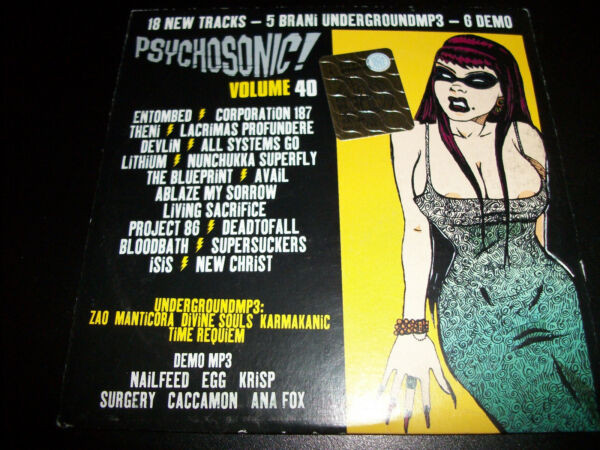 18 NEW TRACKS – 5 BRANi UNDERGROUNDMP3 – 6 DEMO
PSYCHOSONIC!
VOLUME 40
ENTOMBED CORPORATION 187
THENi LACRIMAS PROFUNDERE
DEVLIN ALL SYSTEMS GO
LiTHIUM NUNCHUKKA SUPERFLY
THE BLUEPRINT AVAiL
ABLAZE MY SORROW
LIVING SACRIFICE
PROJECT 86 DEADTOFALL
BLOODBATH SUPERSUCKERS
iSiS NEW CHRiST
UNDERGROUNDMP3:
ZAO MANTiCORA DiViNE SOULS KARMAKANiC
TiME REQUiEM
DEMO MP3
NAiLFEED EGG KRiSP
SURGERY CACCAMON ANA FOX